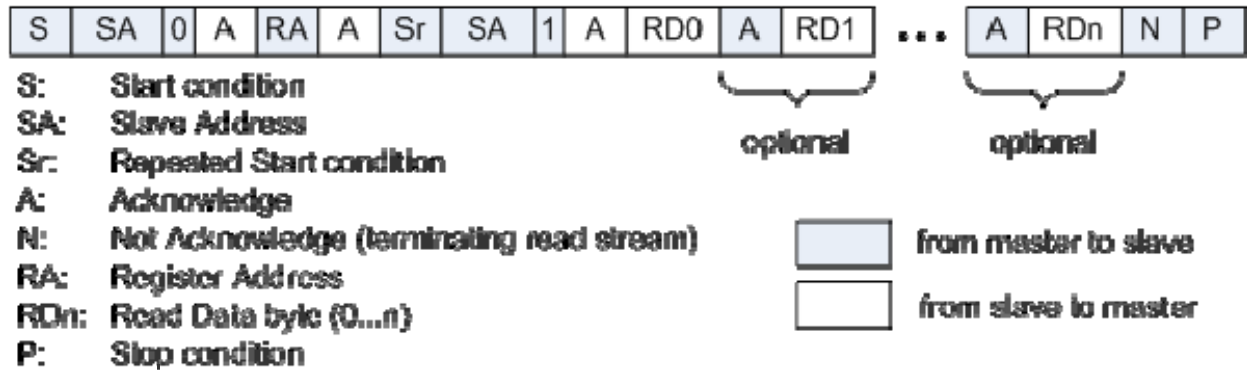 S SA 0 A RA A Sr SA 1 A RD0 A RD1 ... A RDn N P
S: Start condition
SA: Slave Address
optional optional
Sr: Repeated Start condition
A: Acknowledge
N: Not Acknowledge (terminating read stream)
from master to slave
RA: Register Address
RDn: Read Data byte (0...n)
from slave to master
P: Stop condition